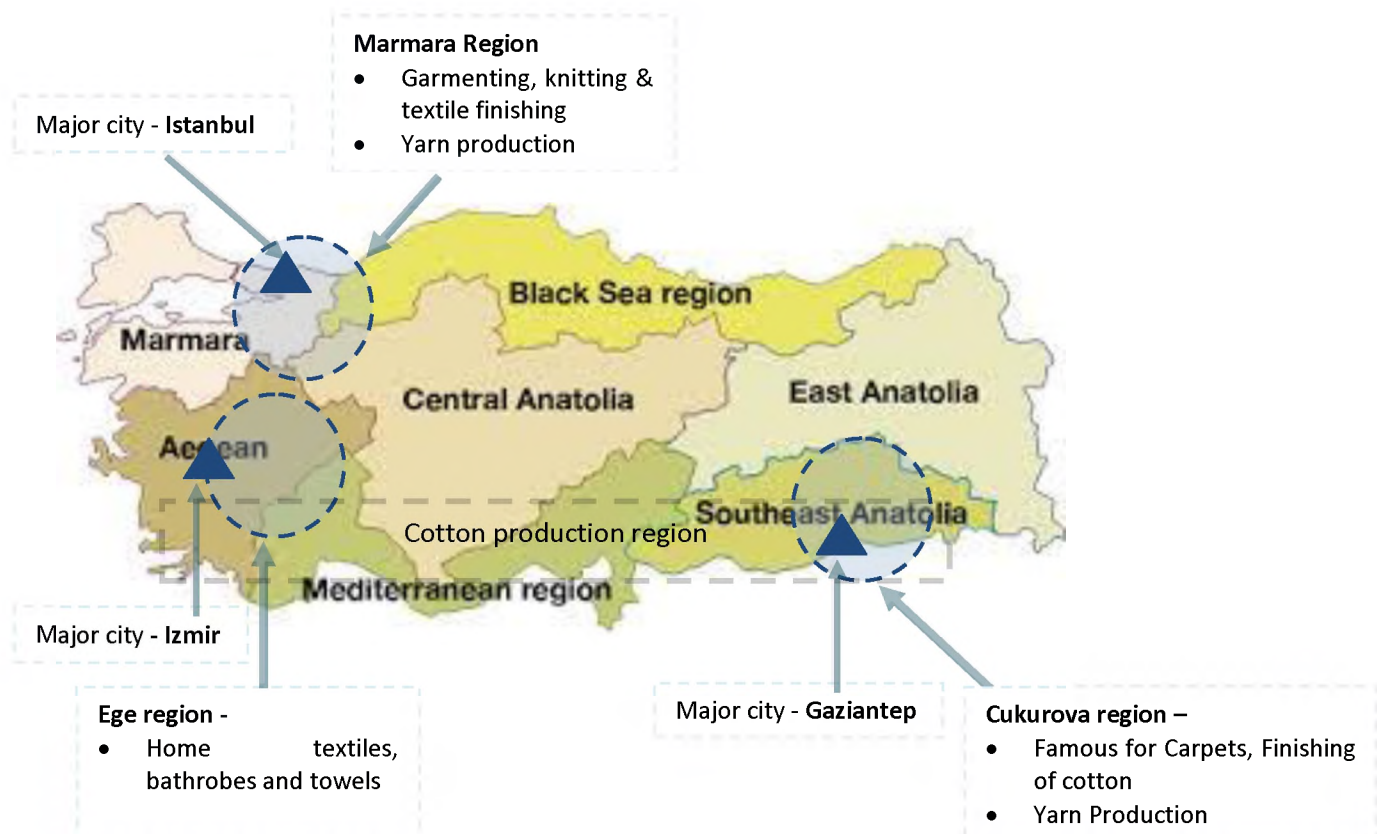 Marmara Region
• Garmenting, knitting &
textile finishing
• Yarn production
Major city - Istanbul
Black Sea region
Marmara
Central Anatolia
East Anatolia
Aegean
Southeast Anatolia
Cotton production region
Mediterranean region
Major city - Izmir
Major city - Gaziantep
Ege region -
• Home textiles,
bathrobes and towels
Cukurova region –
• Famous for Carpets, Finishing
of cotton
• Yarn Production